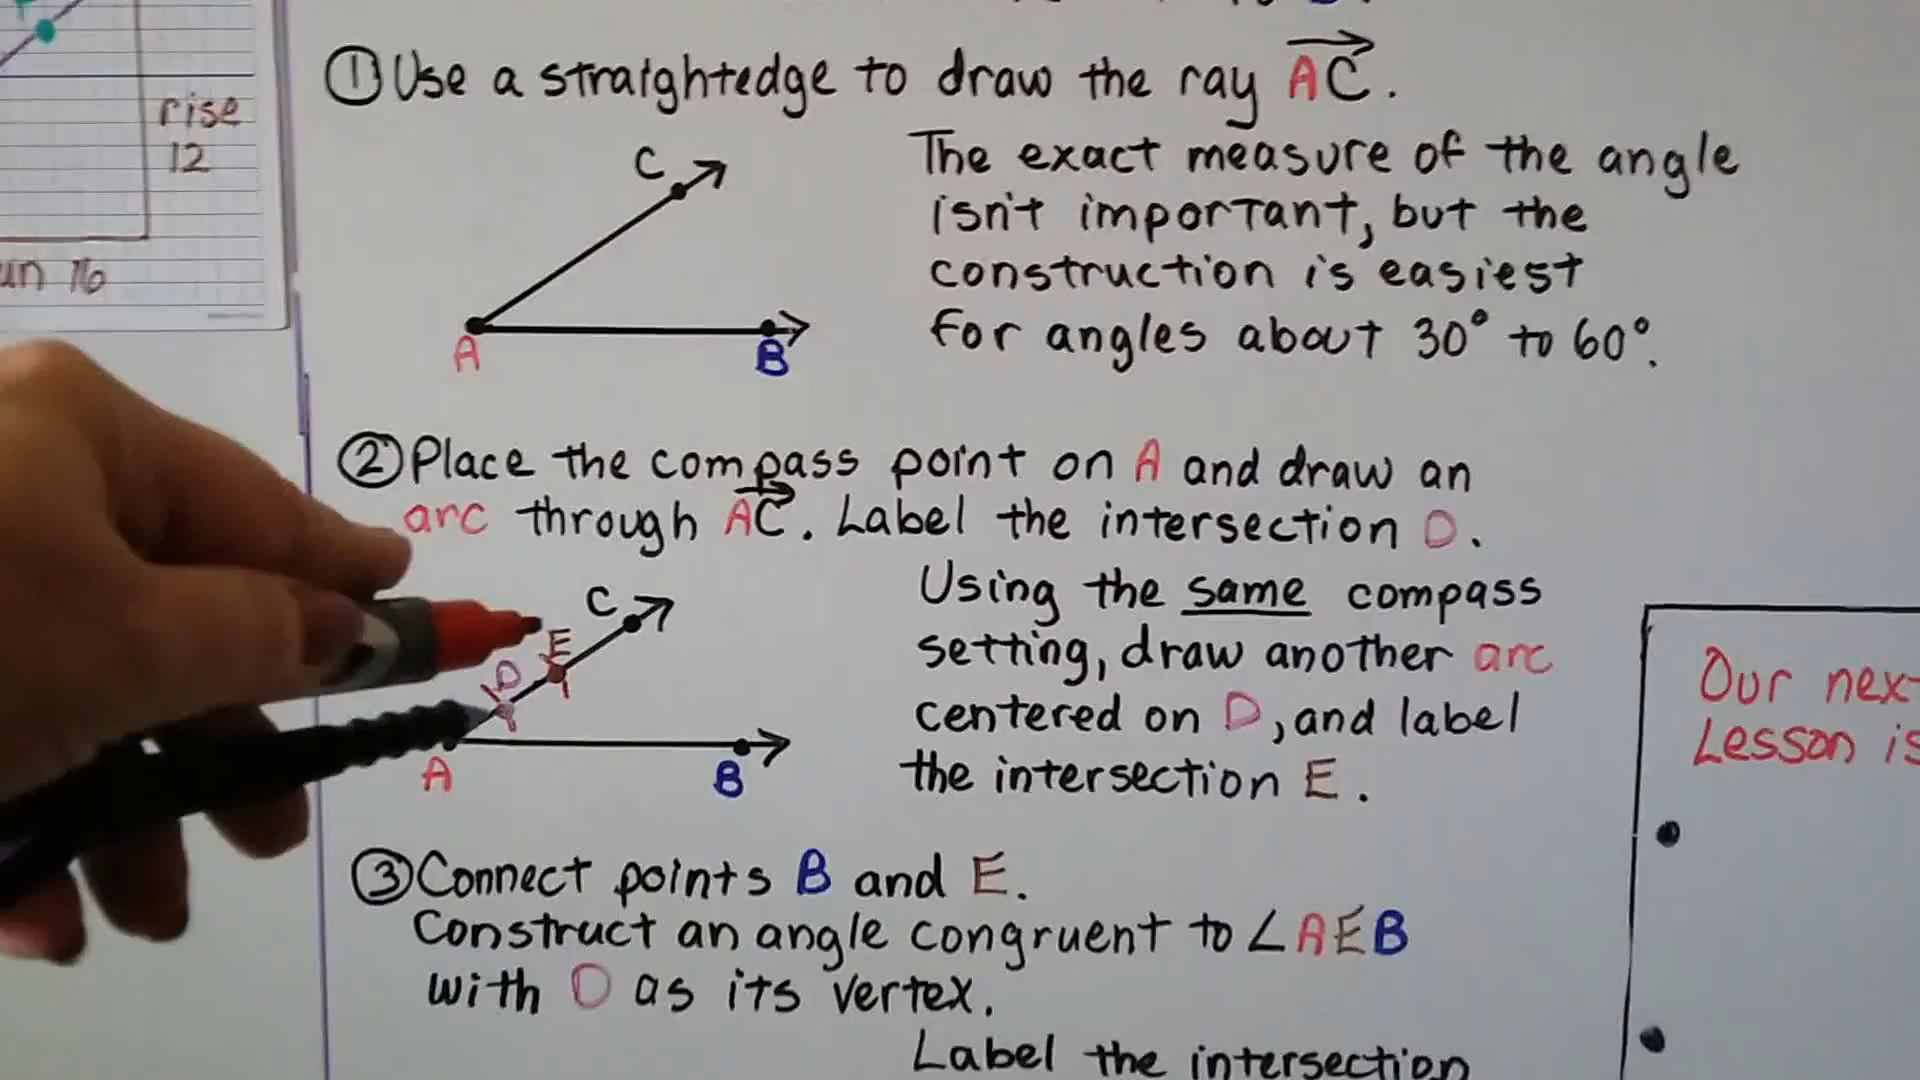 rise
12
16
① Use a straightedge to draw the ray AC.
C
A
B
The exact measure of the angle
isn't important, but the
construction is easiest
for angles about 30° to 60°.
② Place the compass point on A and draw an
arc through AC. Label the intersection D.
C
E
D
A
B
Using the same compass
setting, draw another arc
centered on D, and label
the intersection E.
③ Connect points B and E.
Construct an angle congruent to ∠AEB
with D as its vertex.
Label the intersection
Our
Lesson is